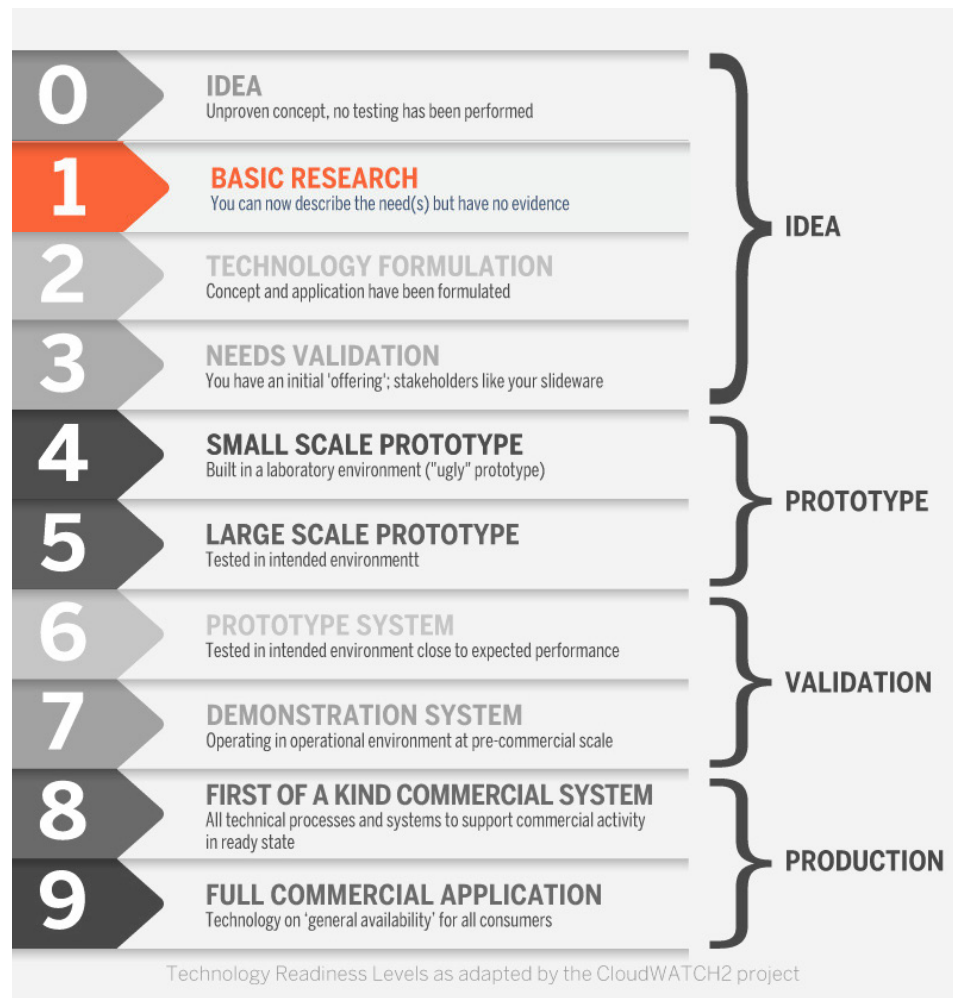 0
IDEA
Unproven concept, no testing has been performed
1
BASIC RESEARCH
You can now describe the need(s) but have no evidence
2
TECHNOLOGY FORMULATION
Concept and application have been formulated
3
NEEDS VALIDATION
You have an initial 'offering'; stakeholders like your slideware
IDEA
4
SMALL SCALE PROTOTYPE
Built in a laboratory environment ("ugly" prototype)
5
LARGE SCALE PROTOTYPE
Tested in intended environmentt
PROTOTYPE
6
PROTOTYPE SYSTEM
Tested in intended environment close to expected performance
7
DEMONSTRATION SYSTEM
Operating in operational environment at pre-commercial scale
VALIDATION
8
FIRST OF A KIND COMMERCIAL SYSTEM
All technical processes and systems to support commercial activity
in ready state
9
FULL COMMERCIAL APPLICATION
Technology on ‘general availability’ for all consumers
PRODUCTION
Technology Readiness Levels as adapted by the CloudWATCH2 project